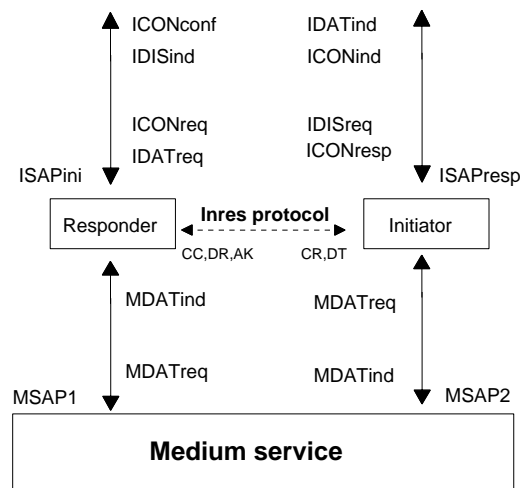 ICONconf
IDATind
IDISind
ICONind
ICONreq
IDISreq
IDATreq
ICONresp
ISAPini
ISAPresp
Responder
Inres protocol
Initiator
CC,DR,AK
CR,DT
MDATind
MDATreq
MDATreq
MDATind
MSAP1
MSAP2
Medium service